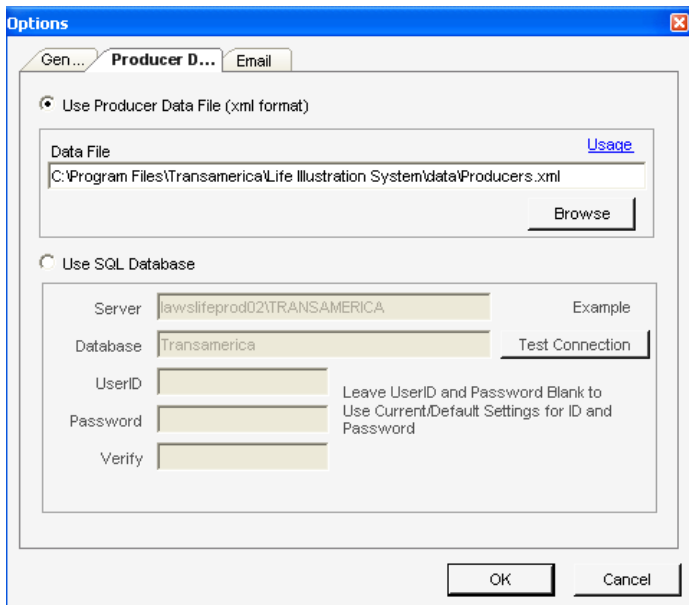 Options
Gen... Producer D... Email
Use Producer Data File (xml format)
Usage
Data File
C:\Program Files\Transamerica\Life Illustration System\data\Producers.xml
Browse
Use SQL Database
Server lawslifeprod02\TRANSAMERICA Example
Database Transamerica Test Connection
UserID
Leave UserID and Password Blank to
Use Current/Default Settings for ID and
Password
Password
Verify
OK Cancel